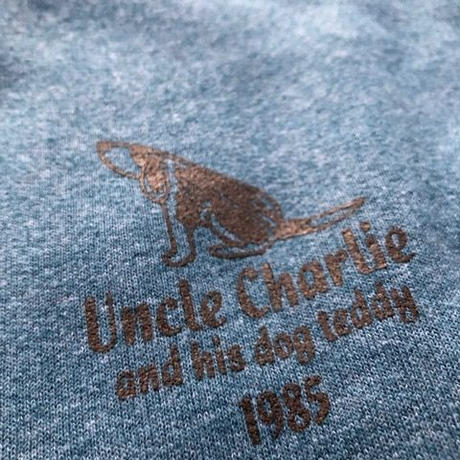 Uncle Charlie
and his dog teddy
1985